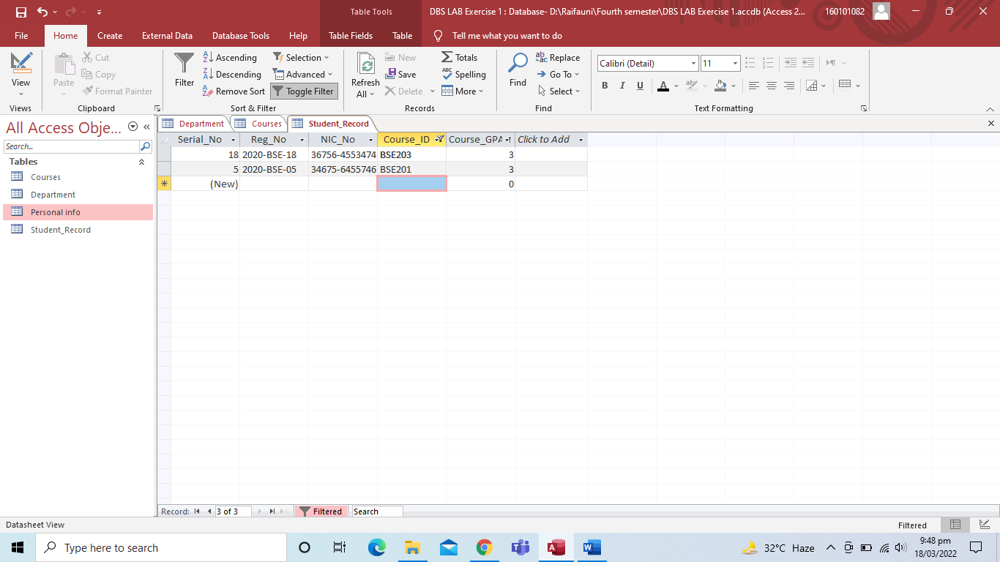 Table Tools
DBS LAB Exercise 1 : Database- D:\Raifauni\Fourth semester\DBS LAB Exercise 1.accdb (Access 2...
160101082
File Home Create External Data Database Tools Help Table Fields Table Tell me what you want to do
View
Views
Paste
Cut
Copy
Format Painter
Clipboard
Filter
Ascending
Descending
Remove Sort
Selection
Advanced
Toggle Filter
Sort & Filter
Refresh
All
New
Save
Delete
Totals
Spelling
More
Records
Find
Replace
Go To
Select
Find
Calibri (Detail) 11
B I U A ab
Text Formatting
All Access Obje...
Search...
Tables
Courses
Department
Personal info
Student_Record
Department Courses Student_Record
Serial_No Reg_No NIC_No Course_ID Course_GPA Click to Add
18 2020-BSE-18 36756-4553474 BSE203 3
5 2020-BSE-05 34675-6455746 BSE201 3
(New) 0
Record: 3 of 3 Filtered Search
Datasheet View
Filtered
Type here to search
32°C Haze
9:48 pm
18/03/2022